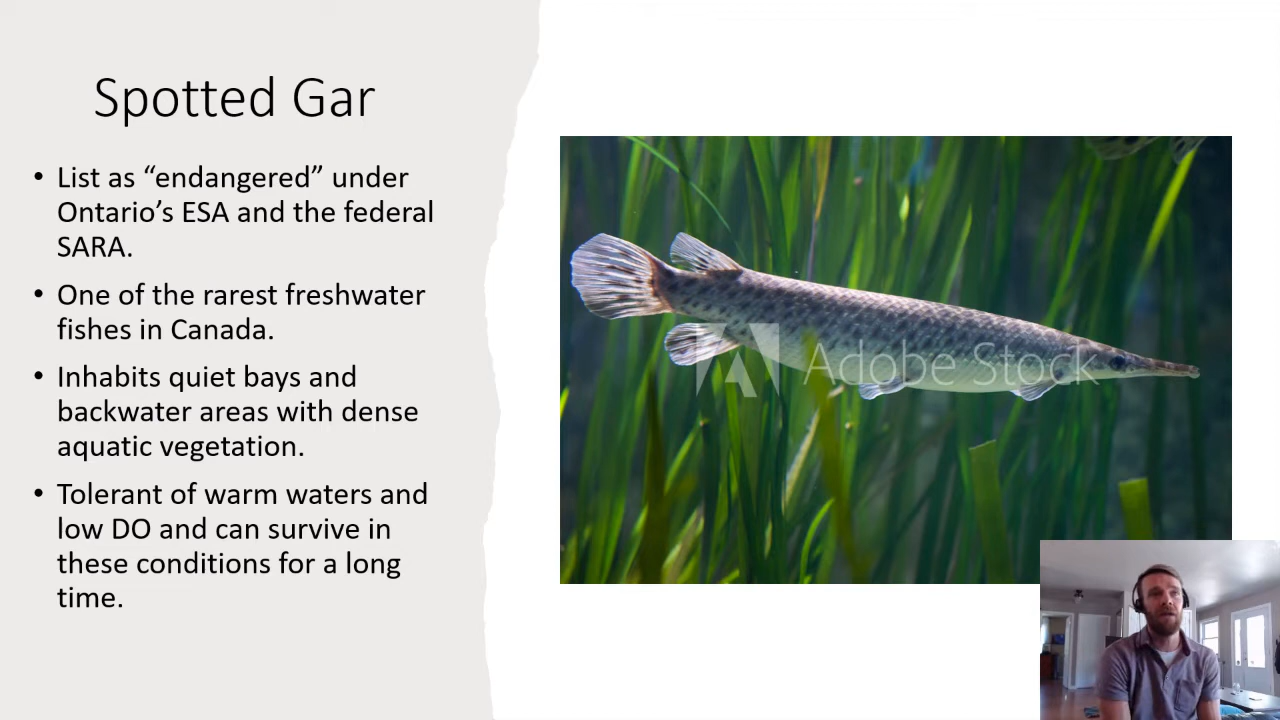 Spotted Gar
• List as “endangered” under
Ontario’s ESA and the federal
SARA.
• One of the rarest freshwater
fishes in Canada.
• Inhabits quiet bays and
backwater areas with dense
aquatic vegetation.
• Tolerant of warm waters and
low DO and can survive in
these conditions for a long
time.
Adobe Stock